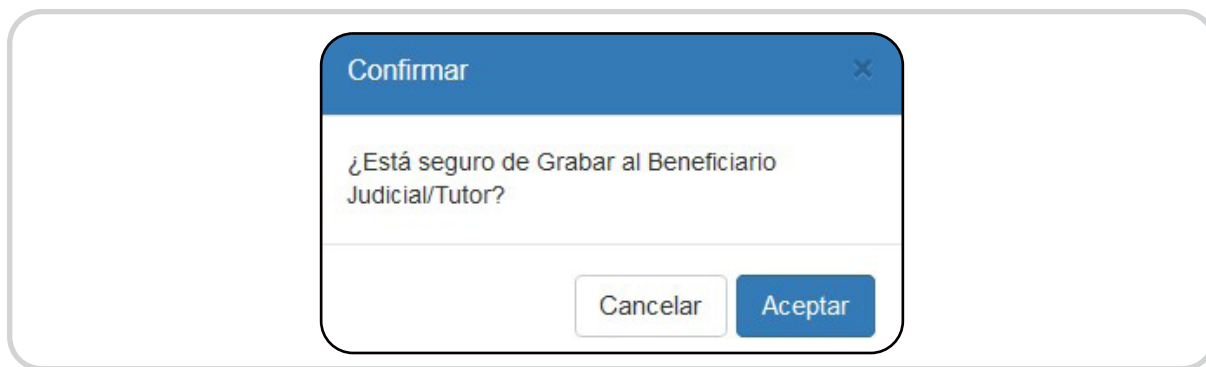 Confirmar
¿Está seguro de Grabar al Beneficiario
Judicial/Tutor?
Cancelar Aceptar